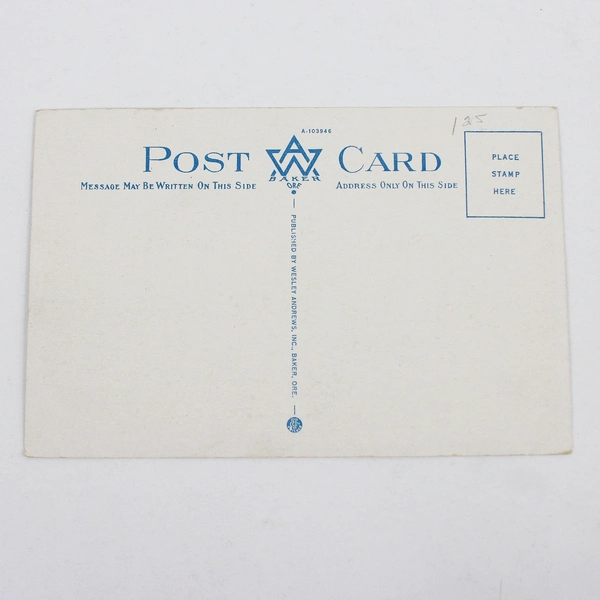 A-103946
POST AW CARD
BAKER
ORE
MESSAGE MAY BE WRITTEN ON THIS SIDE
ADDRESS ONLY ON THIS SIDE
125
PLACE
STAMP
HERE
PUBLISHED BY WESLEY ANDREWS, INC., BAKER, ORE.